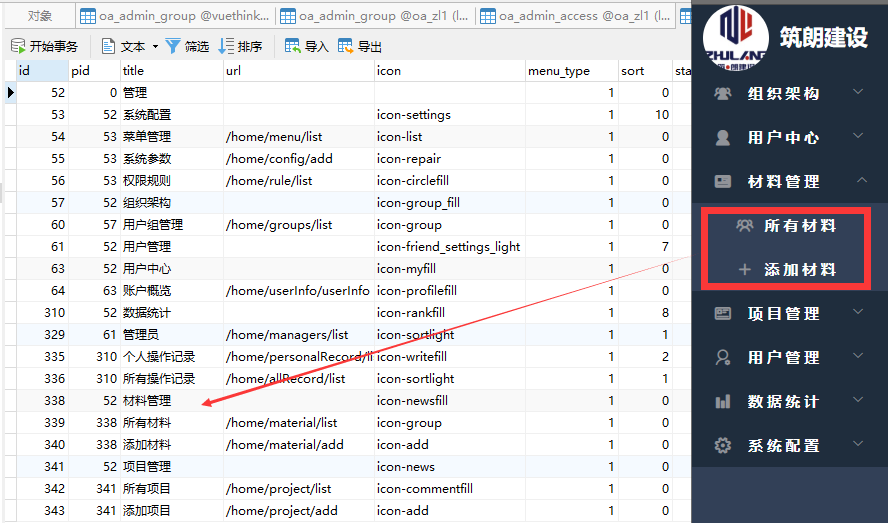 对象 oa_admin_group @vuethink... oa_admin_group @oa_zl1 (l... oa_admin_access @oa_zl1 (l...
开始事务 文本 筛选 排序 导入 导出
id pid title url icon menu_type sort sta
52 0 管理 1 0
53 52 系统配置 icon-settings 1 10
54 53 菜单管理 /home/menu/list icon-list 1 0
55 53 系统参数 /home/config/add icon-repair 1 0
56 53 权限规则 /home/rule/list icon-circlefill 1 0
57 52 组织架构 icon-group_fill 1 0
60 57 用户组管理 /home/groups/list icon-group 1 0
61 52 用户管理 icon-friend_settings_light 1 7
63 52 用户中心 icon-myfill 1 0
64 63 账户概览 /home/userInfo/userInfo icon-profilefill 1 0
310 52 数据统计 icon-rankfill 1 8
329 61 管理员 /home/managers/list icon-sortlight 1 1
335 310 个人操作记录 /home/personalRecord/li icon-writefill 1 2
336 310 所有操作记录 /home/allRecord/list icon-sortlight 1 1
338 52 材料管理 icon-newsfill 1 0
339 338 所有材料 /home/material/list icon-group 1 0
340 338 添加材料 /home/material/add icon-add 1 0
341 52 项目管理 icon-news 1 0
342 341 所有项目 /home/project/list icon-commentfill 1 0
343 341 添加项目 /home/project/add icon-add 1 0
ZHULANG
筑朗建设
筑朗建设
组织架构
用户中心
材料管理
所有材料
添加材料
项目管理
用户管理
数据统计
系统配置